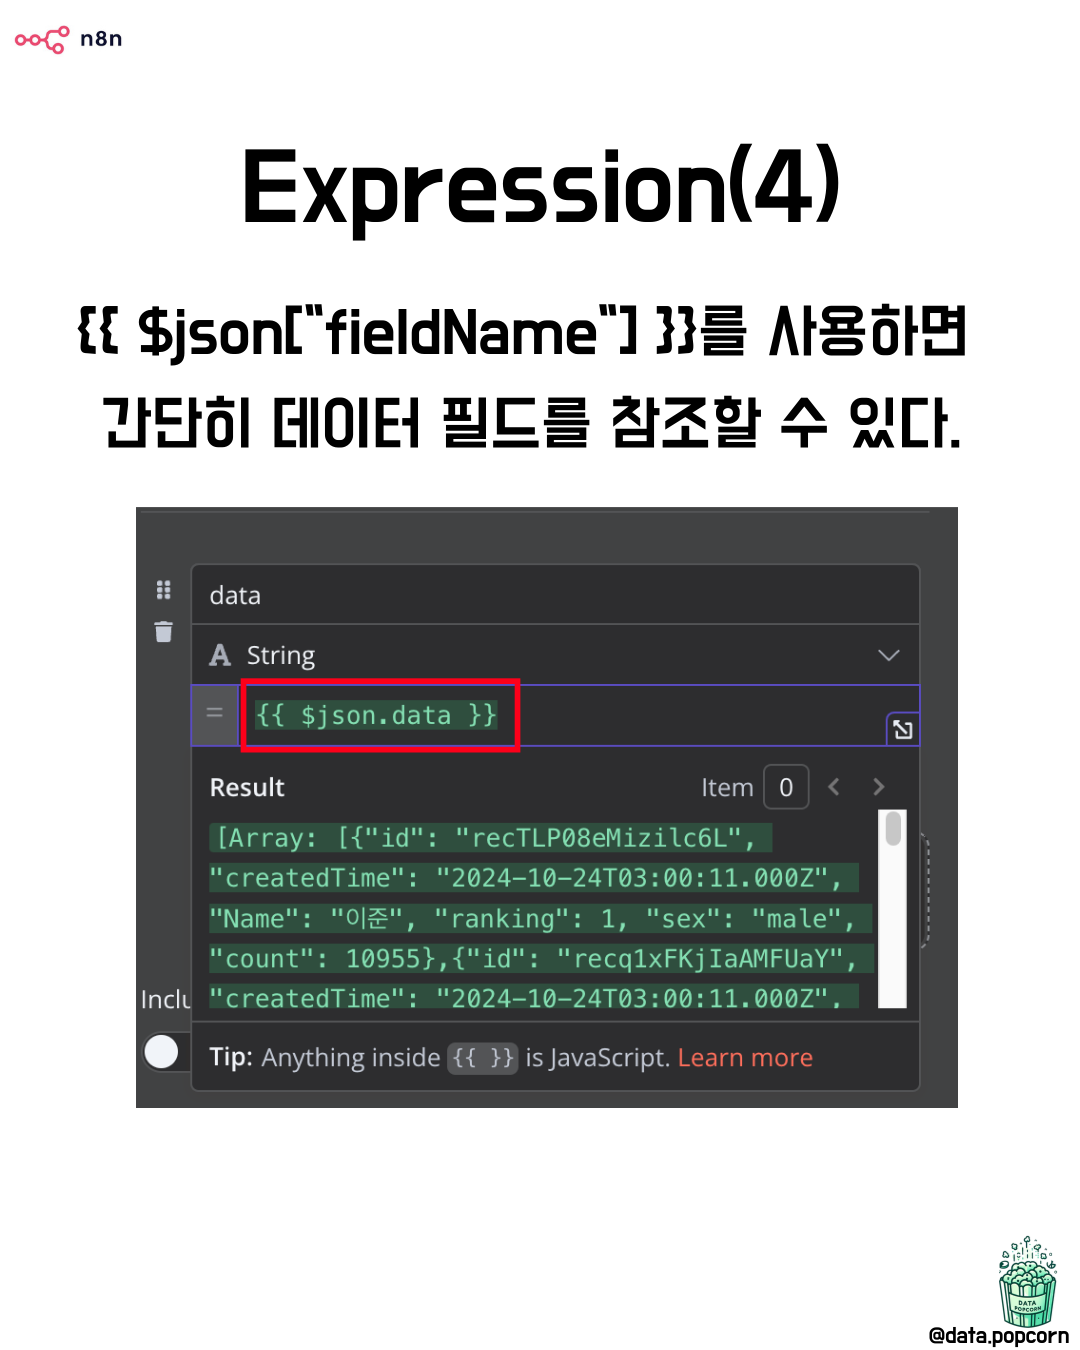 n8n
Expression(4)
{{ $json["fieldName"] }}를 사용하면
간단히 데이터 필드를 참조할 수 있다.
data
A String
= {{ $json.data }}
Result Item 0 < >
[Array: [{"id": "recTLP08eMizilc6L",
"createdTime": "2024-10-24T03:00:11.000Z",
"Name": "이준", "ranking": 1, "sex": "male",
"count": 10955},{"id": "recq1xFKjIaAMFUaY",
"createdTime": "2024-10-24T03:00:11.000Z",
Inclu
Tip: Anything inside {{ }} is JavaScript. Learn more
DATA
POPCORN
@data.popcorn